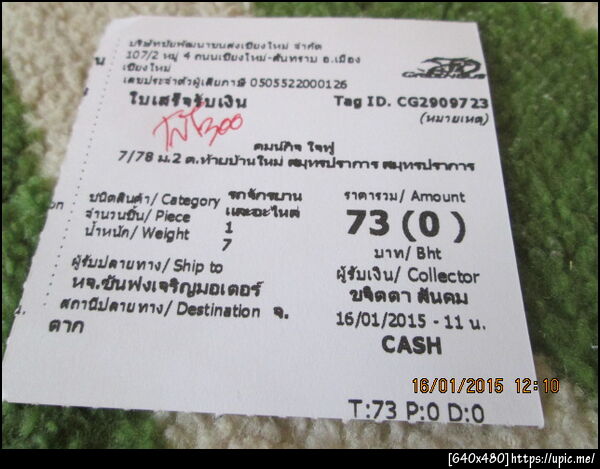 บริษัทชัยพัฒนาขนส่งเชียงใหม่ จำกัด
107/2 หมู่ 4 ถนนเชียงใหม่-สันทราย อ.เมือง
เชียงใหม่
เลขประจำตัวผู้เสียภาษี 0505522000126
GREENBUS
ใบเสร็จรับเงิน
Tag ID. CG2909723
(หมายเหตุ)
300
คมน์กิจ ใจฟู
7/78 ม.2 ต.ท้ายบ้านใหม่ สมุทรปราการ สมุทรปราการ
ชนิดสินค้า/ Category รถจักรยาน
และอะไหล่
จำนวนชิ้น/ Piece 1
น้ำหนัก/ Weight 7
ราคารวม/ Amount
73 (0 )
บาท/ Bht
ผู้รับปลายทาง/ Ship to
หจ.ขันฟงเจริญมอเตอร์
สถานีปลายทาง/ Destination จ.
ตาก
ผู้รับเงิน/ Collector
ขจิตตา สันคม
16/01/2015 - 11 น.
CASH
T:73 P:0 D:0
16/01/2015 12:10
[640x480]https://upic.me/